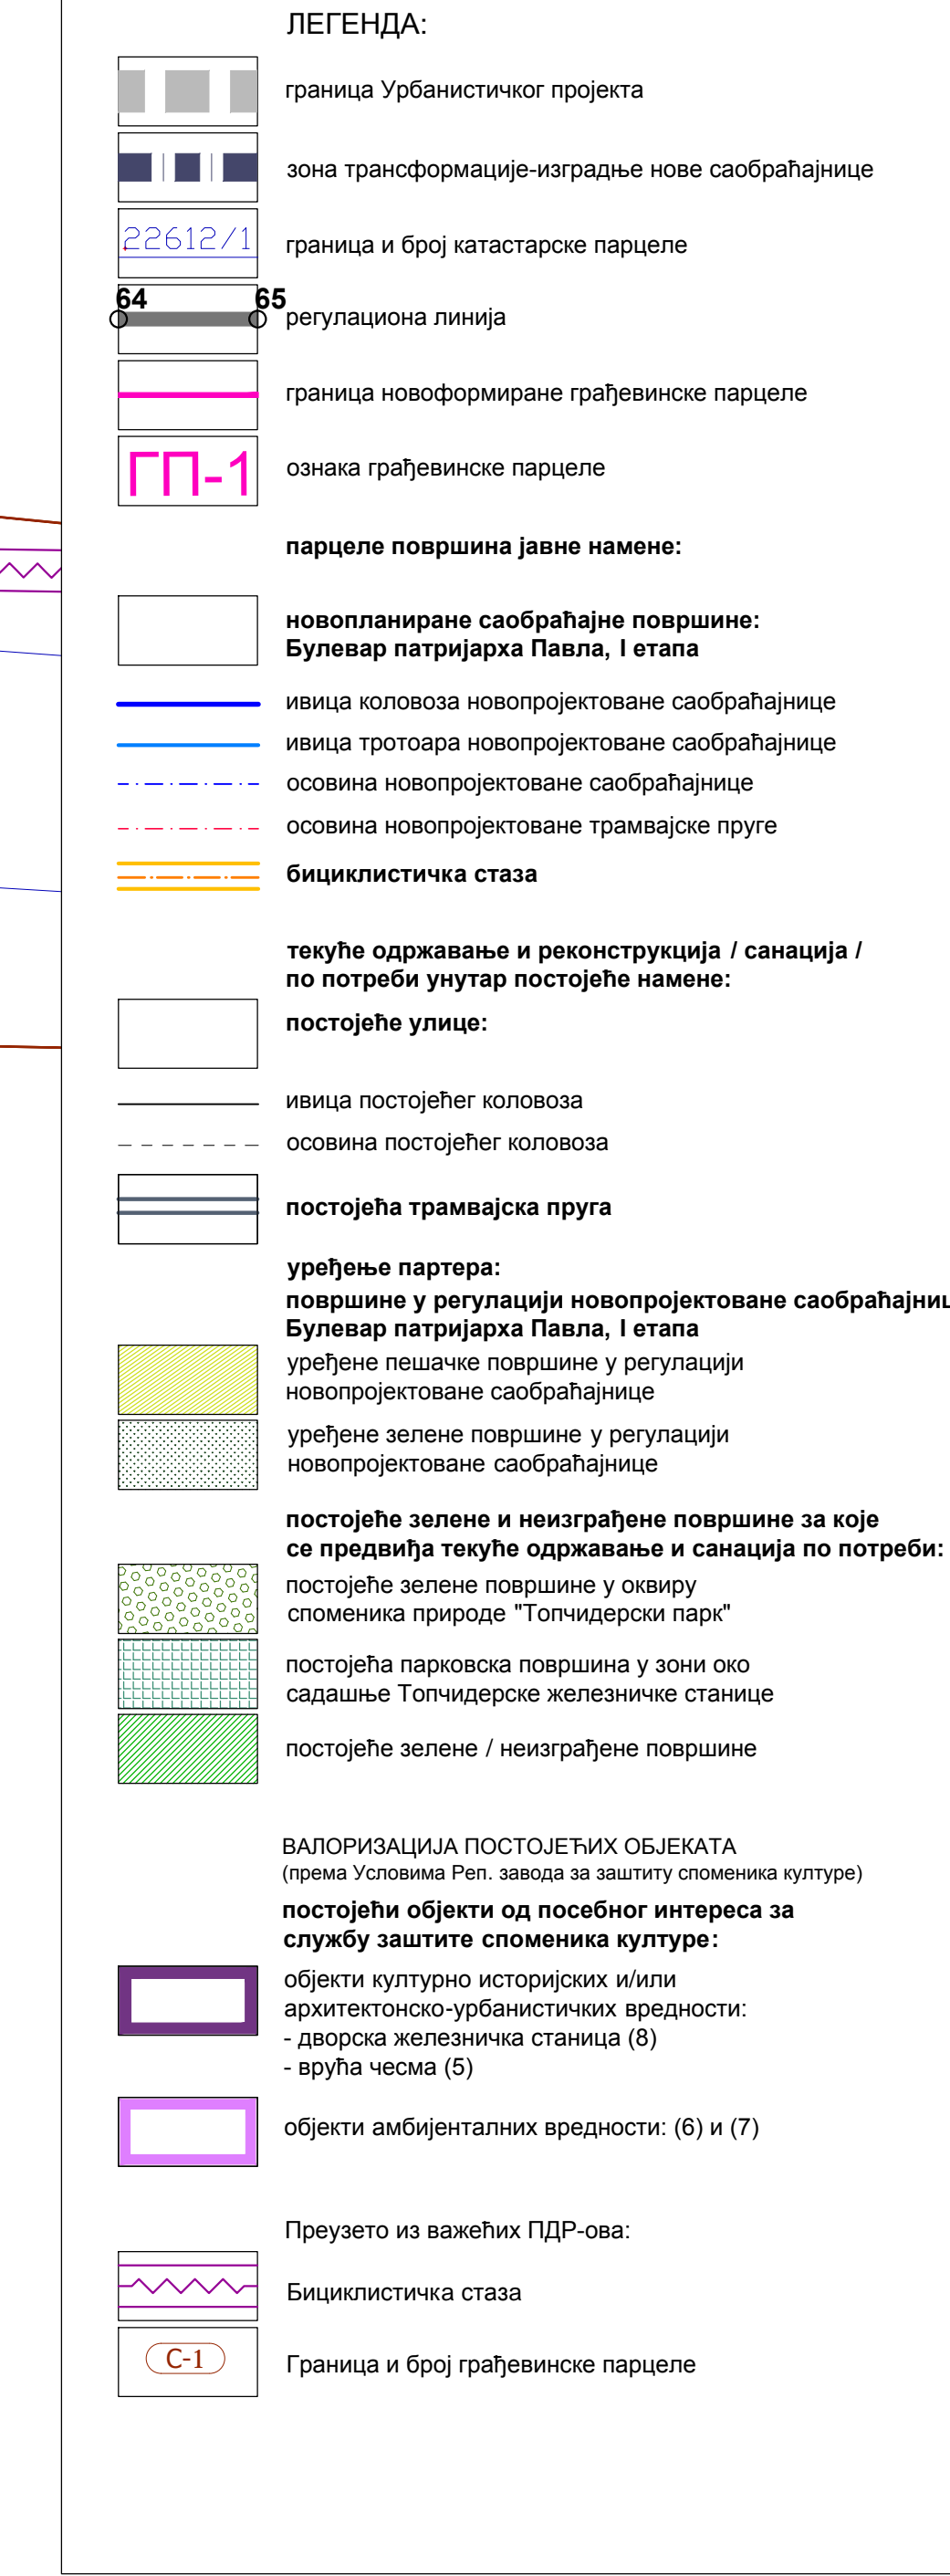 ЛЕГЕНДА:
граница Урбанистичког пројекта
зона трансформације-изградње нове саобраћајнице
22612/1
граница и број катастарске парцеле
64 65
регулациона линија
граница новоформиране грађевинске парцеле
ГП-1
ознака грађевинске парцеле
парцеле површина јавне намене:
новопланиране саобраћајне површине:
Булевар патријарха Павла, I етапа
ивица коловоза новопројектоване саобраћајнице
ивица тротоара новопројектоване саобраћајнице
осовина новопројектоване саобраћајнице
осовина новопројектоване трамвајске пруге
бициклистичка стаза
текуће одржавање и реконструкција / санација /
по потреби унутар постојеће намене:
постојеће улице:
ивица постојећег коловоза
осовина постојећег коловоза
постојећа трамвајска пруга
уређење партера:
површине у регулацији новопројектоване саобраћајниц
Булевар патријарха Павла, I етапа
уређене пешачке површине у регулацији
новопројектоване саобраћајнице
уређене зелене површине у регулацији
новопројектоване саобраћајнице
постојеће зелене и неизграђене површине за које
се предвиђа текуће одржавање и санација по потреби:
постојеће зелене површине у оквиру
споменика природе "Топчидерски парк"
постојећа парковска површина у зони око
садашње Топчидерске железничке станице
постојеће зелене / неизграђене површине
ВАЛОРИЗАЦИЈА ПОСТОЈЕЋИХ ОБЈЕКАТА
(према Условима Реп. завода за заштиту споменика културе)
постојећи објекти од посебног интереса за
службу заштите споменика културе:
објекти културно историјских и/или
архитектонско-урбанистичких вредности:
- дворска железничка станица (8)
- врућа чесма (5)
објекти амбијенталних вредности: (6) и (7)
Преузето из важећих ПДР-ова:
Бициклистичка стаза
С-1
Граница и број грађевинске парцеле